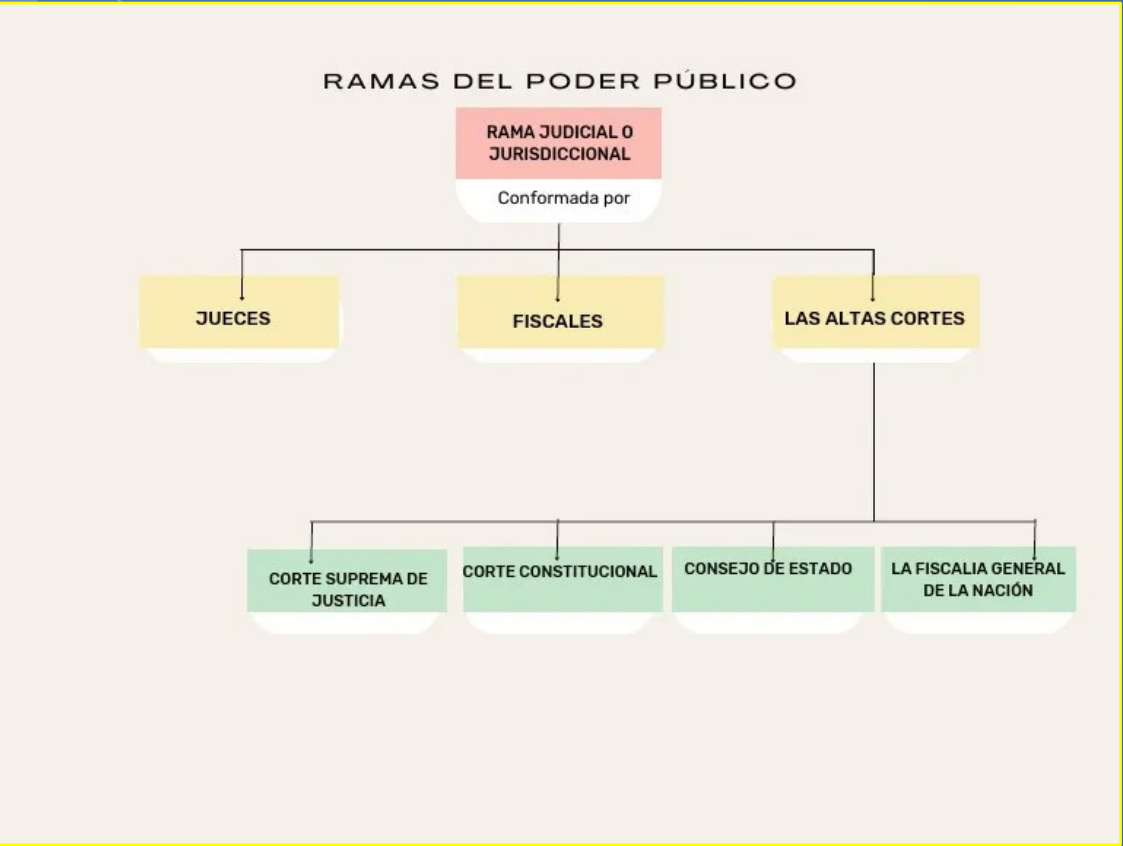 RAMAS DEL PODER PÚBLICO
RAMA JUDICIAL O
JURISDICCIONAL
Conformada por
JUECES
FISCALES
LAS ALTAS CORTES
CORTE SUPREMA DE
JUSTICIA
CORTE CONSTITUCIONAL
CONSEJO DE ESTADO
LA FISCALIA GENERAL
DE LA NACIÓN